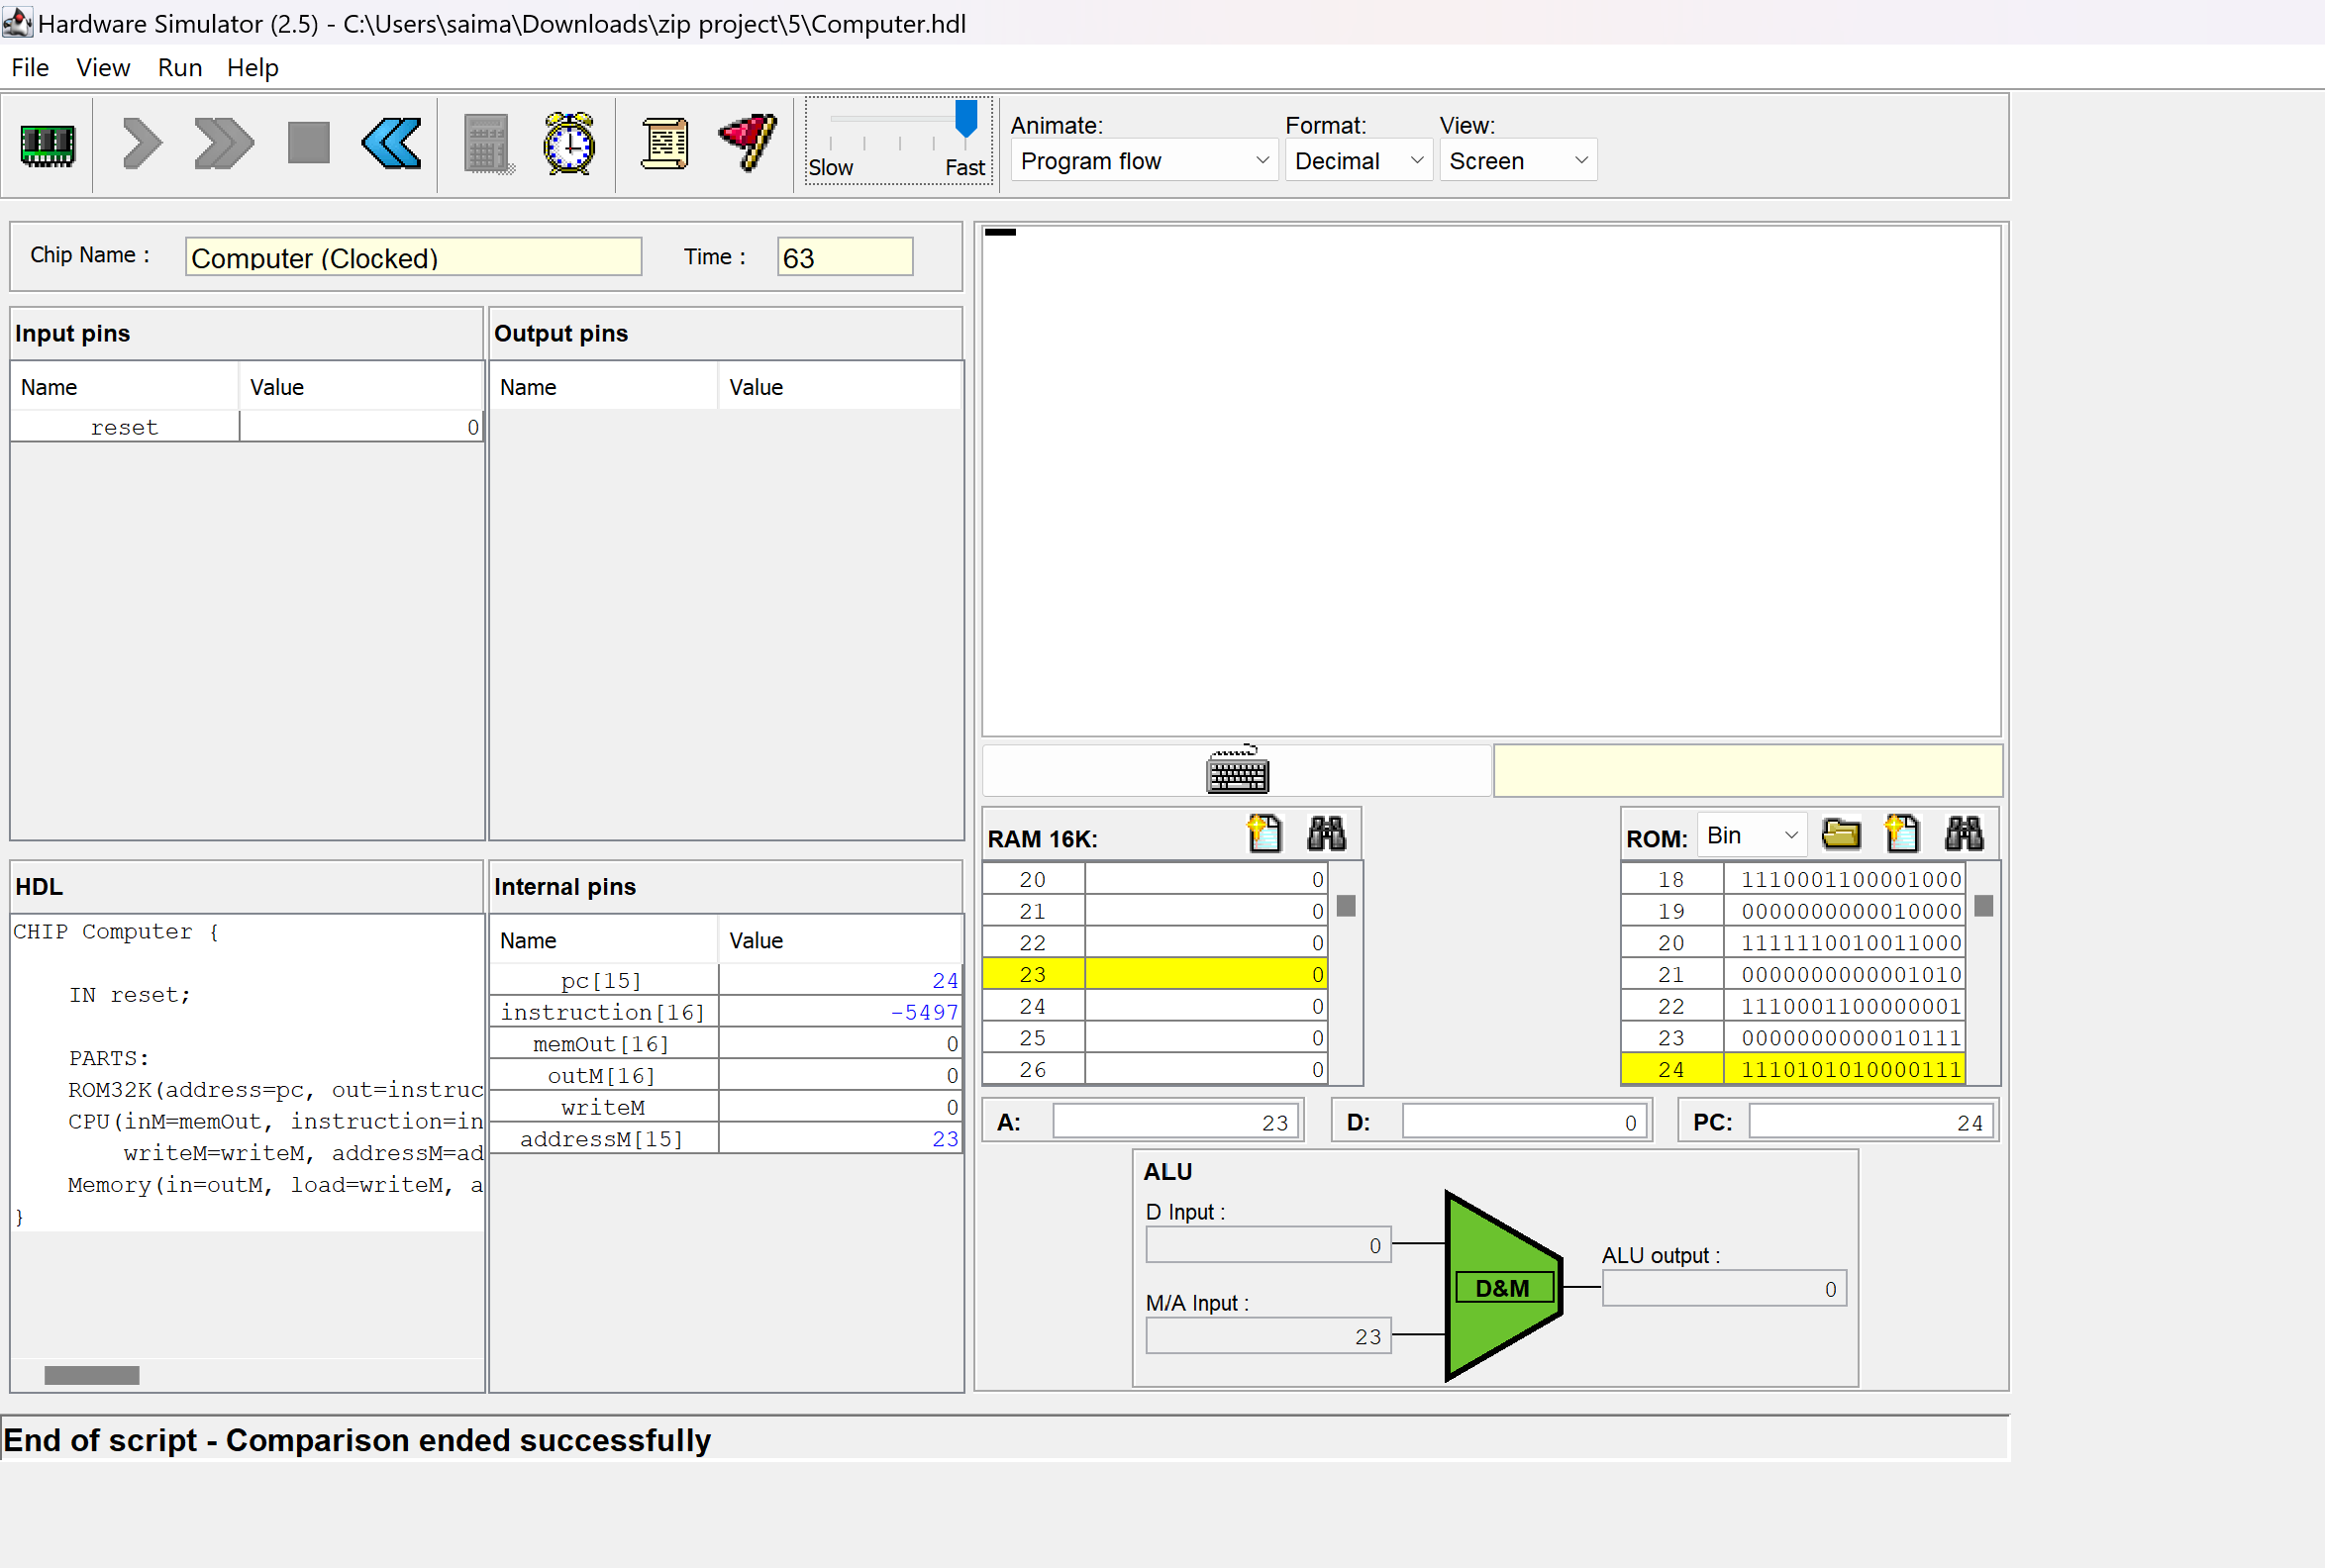 Hardware Simulator (2.5) - C:\Users\saima\Downloads\zip project\5\Computer.hdl
File View Run Help
Slow Fast
Animate: Format: View:
Program flow Decimal Screen
Chip Name : Computer (Clocked) Time : 63
Input pins
Name Value
reset 0
Output pins
Name Value
HDL
CHIP Computer {
IN reset;
PARTS:
ROM32K(address=pc, out=instruc
CPU(inM=memOut, instruction=in
writeM=writeM, addressM=ad
Memory(in=outM, load=writeM, a
}
Internal pins
Name Value
pc[15] 24
instruction[16] -5497
memOut[16] 0
outM[16] 0
writeM 0
addressM[15] 23
RAM 16K:
20 0
21 0
22 0
23 0
24 0
25 0
26 0
ROM: Bin
18 1110001100001000
19 0000000000010000
20 1111110010011000
21 0000000000001010
22 1110001100000001
23 0000000000010111
24 1110101010000111
A: 23 D: 0 PC: 24
ALU
D Input :
0
M/A Input :
23
D&M
ALU output :
0
End of script - Comparison ended successfully